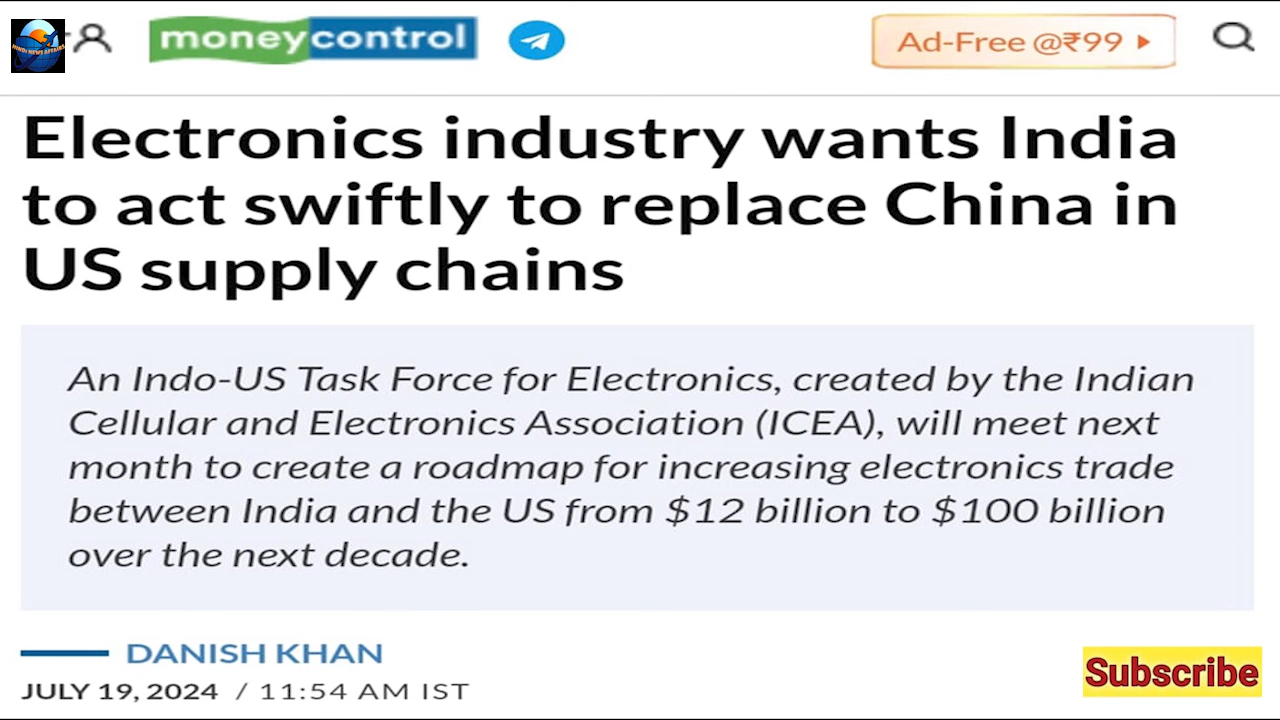 HINDI NEWS AFFAIRS
moneycontrol
Ad-Free @₹99
Electronics industry wants India
to act swiftly to replace China in
US supply chains
An Indo-US Task Force for Electronics, created by the Indian
Cellular and Electronics Association (ICEA), will meet next
month to create a roadmap for increasing electronics trade
between India and the US from $12 billion to $100 billion
over the next decade.
DANISH KHAN
JULY 19, 2024 / 11:54 AM IST
Subscribe